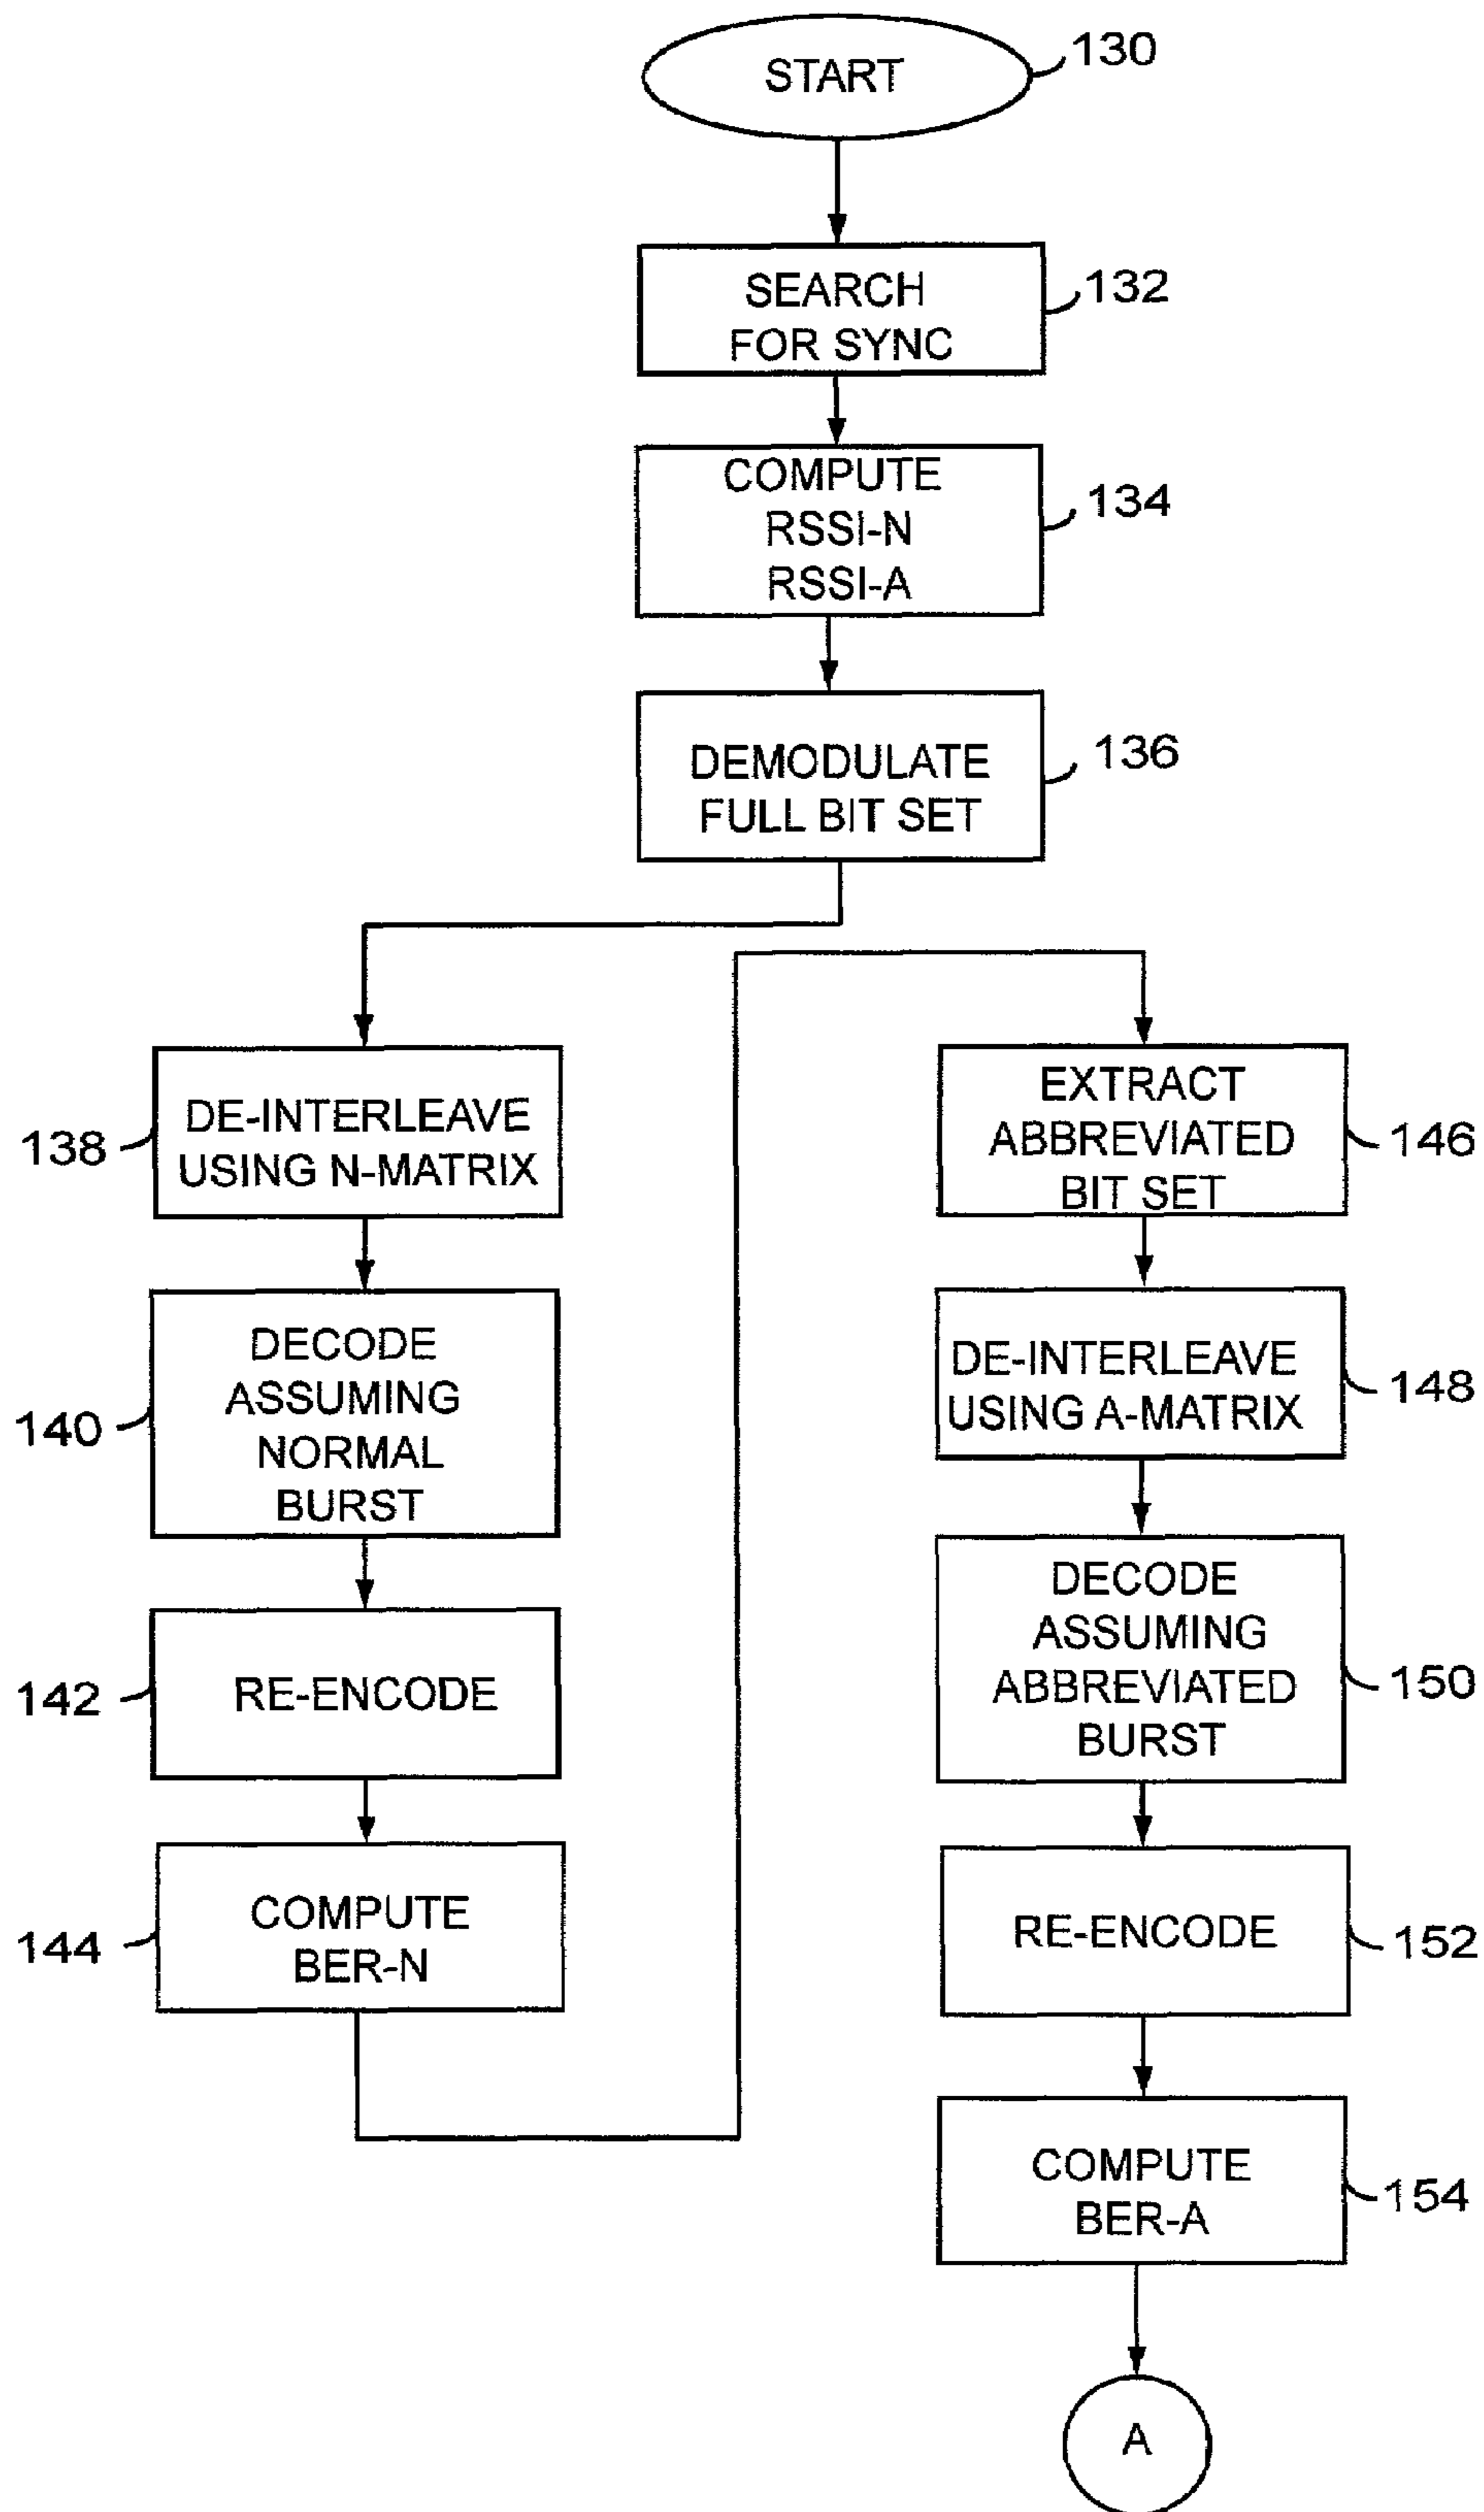 START
130
SEARCH
FOR SYNC
132
COMPUTE
RSSI-N
RSSI-A
134
DEMODULATE
FULL BIT SET
136
138
DE-INTERLEAVE
USING N-MATRIX
140
DECODE
ASSUMING
NORMAL
BURST
142
RE-ENCODE
144
COMPUTE
BER-N
EXTRACT
ABBREVIATED
BIT SET
146
DE-INTERLEAVE
USING A-MATRIX
148
DECODE
ASSUMING
ABBREVIATED
BURST
150
RE-ENCODE
152
COMPUTE
BER-A
154
A